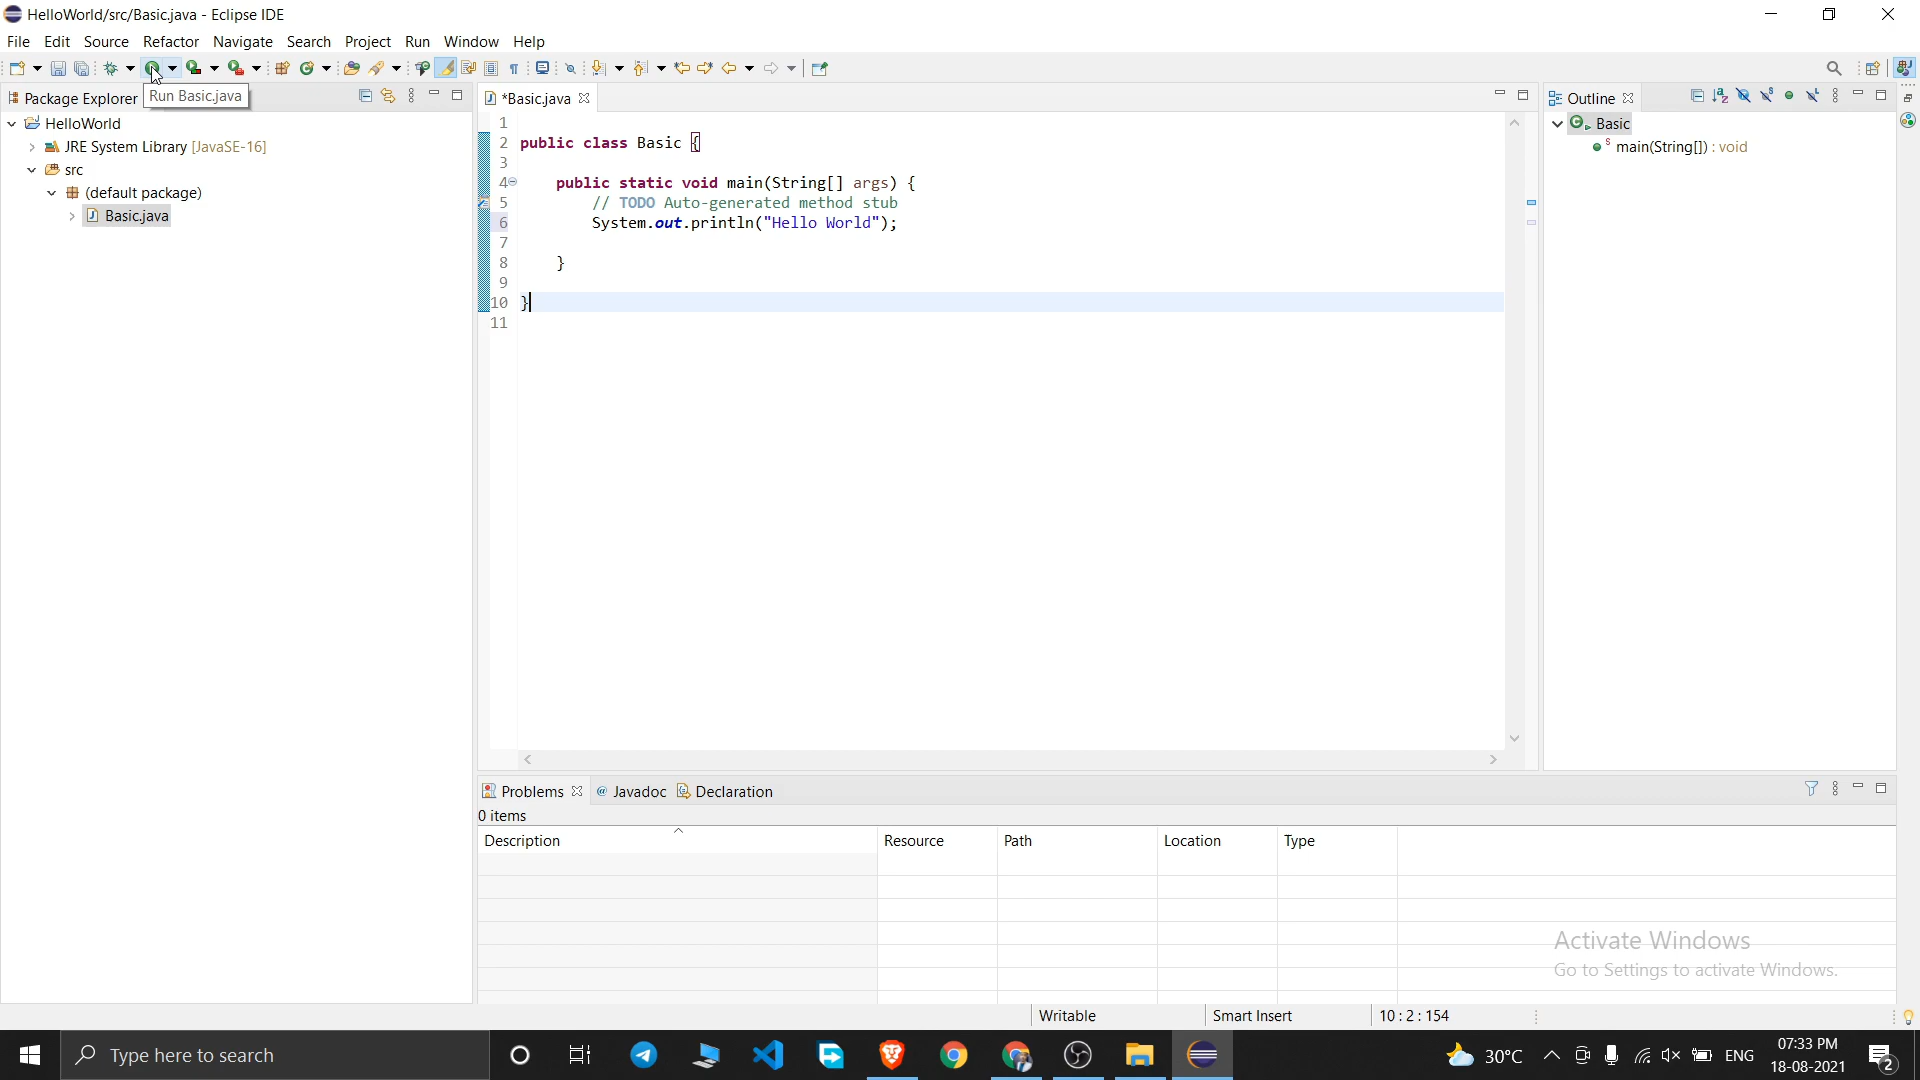 HelloWorld/src/Basic.java - Eclipse IDE
File Edit Source Refactor Navigate Search Project Run Window Help
Package Explorer
Run Basic.java
*Basic.java
Outline
HelloWorld
JRE System Library [JavaSE-16]
src
(default package)
Basic.java
1
2 public class Basic {
3
4 public static void main(String[] args) {
5 // TODO Auto-generated method stub
6 System.out.println("Hello World");
7
8 }
9
10 }
11
Basic
main(String[]) : void
Problems @ Javadoc Declaration
0 items
Description Resource Path Location Type
Activate Windows
Go to Settings to activate Windows.
Writable Smart Insert 10 : 2 : 154
Type here to search
30°C ENG 07:33 PM
18-08-2021
2